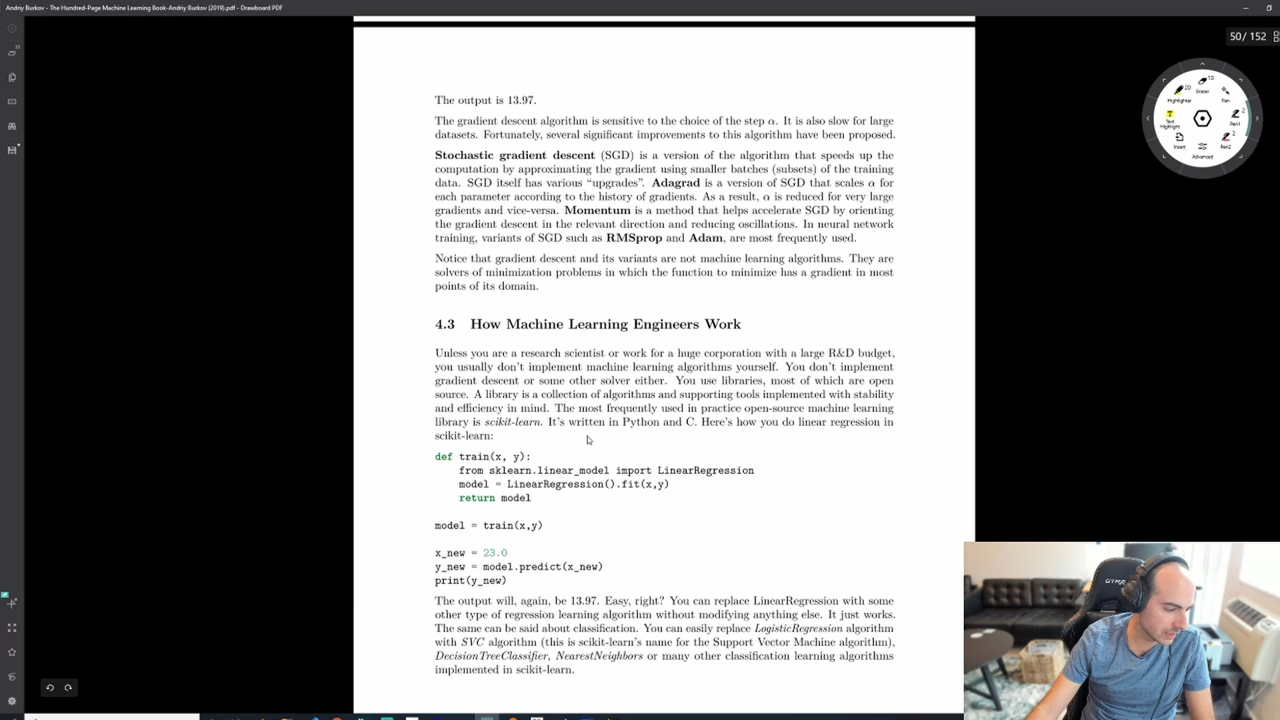 Andriy Burkov - The Hundred-Page Machine Learning Book-Andriy Burkov (2019).pdf - Drawboard PDF
50/ 152
Highlighter
20
Eraser
10
Pen
Text Highlight
Pen1
2
Insert
Pen2
2
Advanced
The output is 13.97.
The gradient descent algorithm is sensitive to the choice of the step α. It is also slow for large
datasets. Fortunately, several significant improvements to this algorithm have been proposed.
Stochastic gradient descent (SGD) is a version of the algorithm that speeds up the
computation by approximating the gradient using smaller batches (subsets) of the training
data. SGD itself has various “upgrades”. Adagrad is a version of SGD that scales α for
each parameter according to the history of gradients. As a result, α is reduced for very large
gradients and vice-versa. Momentum is a method that helps accelerate SGD by orienting
the gradient descent in the relevant direction and reducing oscillations. In neural network
training, variants of SGD such as RMSprop and Adam, are most frequently used.
Notice that gradient descent and its variants are not machine learning algorithms. They are
solvers of minimization problems in which the function to minimize has a gradient in most
points of its domain.
4.3 How Machine Learning Engineers Work
Unless you are a research scientist or work for a huge corporation with a large R&D budget,
you usually don’t implement machine learning algorithms yourself. You don’t implement
gradient descent or some other solver either. You use libraries, most of which are open
source. A library is a collection of algorithms and supporting tools implemented with stability
and efficiency in mind. The most frequently used in practice open-source machine learning
library is scikit-learn. It’s written in Python and C. Here’s how you do linear regression in
scikit-learn:
def train(x, y):
from sklearn.linear_model import LinearRegression
model = LinearRegression().fit(x,y)
return model
model = train(x,y)
x_new = 23.0
y_new = model.predict(x_new)
print(y_new)
The output will, again, be 13.97. Easy, right? You can replace LinearRegression with some
other type of regression learning algorithm without modifying anything else. It just works.
The same can be said about classification. You can easily replace LogisticRegression algorithm
with SVC algorithm (this is scikit-learn’s name for the Support Vector Machine algorithm),
DecisionTreeClassifier, NearestNeighbors or many other classification learning algorithms
implemented in scikit-learn.